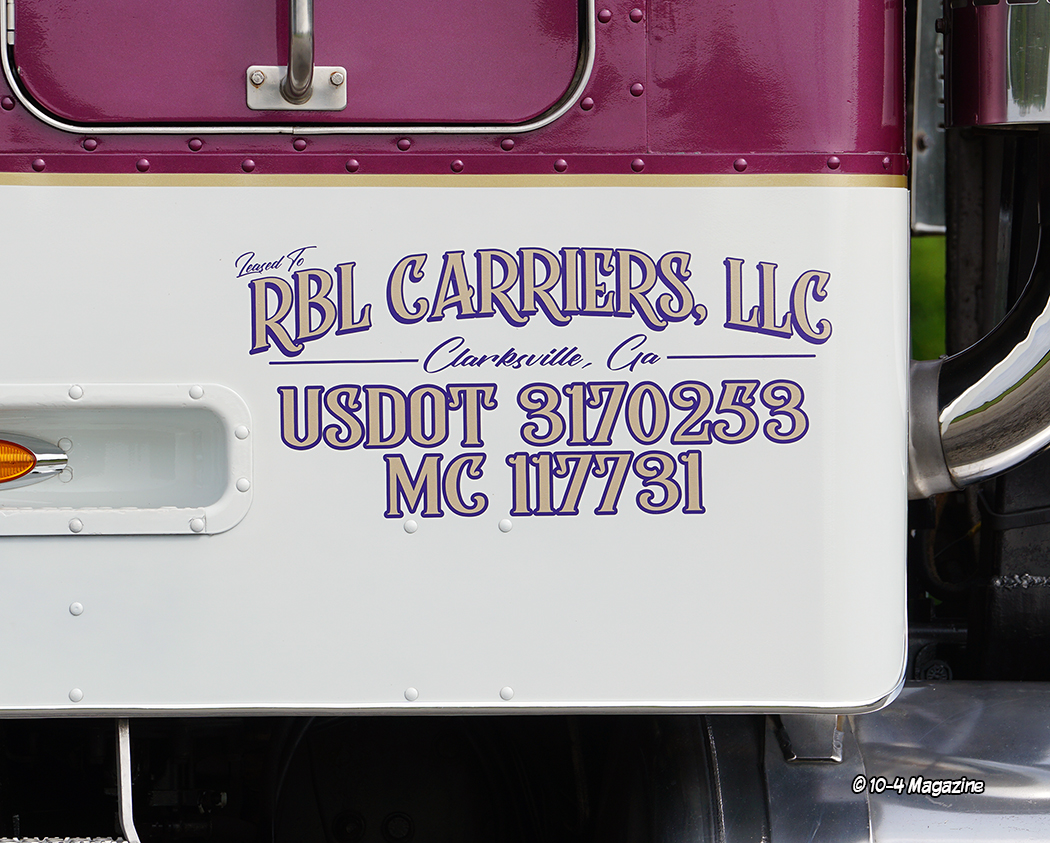 Leased To
RBL CARRIERS, LLC
Clarksville, Ga
USDOT 3170253
MC 117731
© 10-4 Magazine